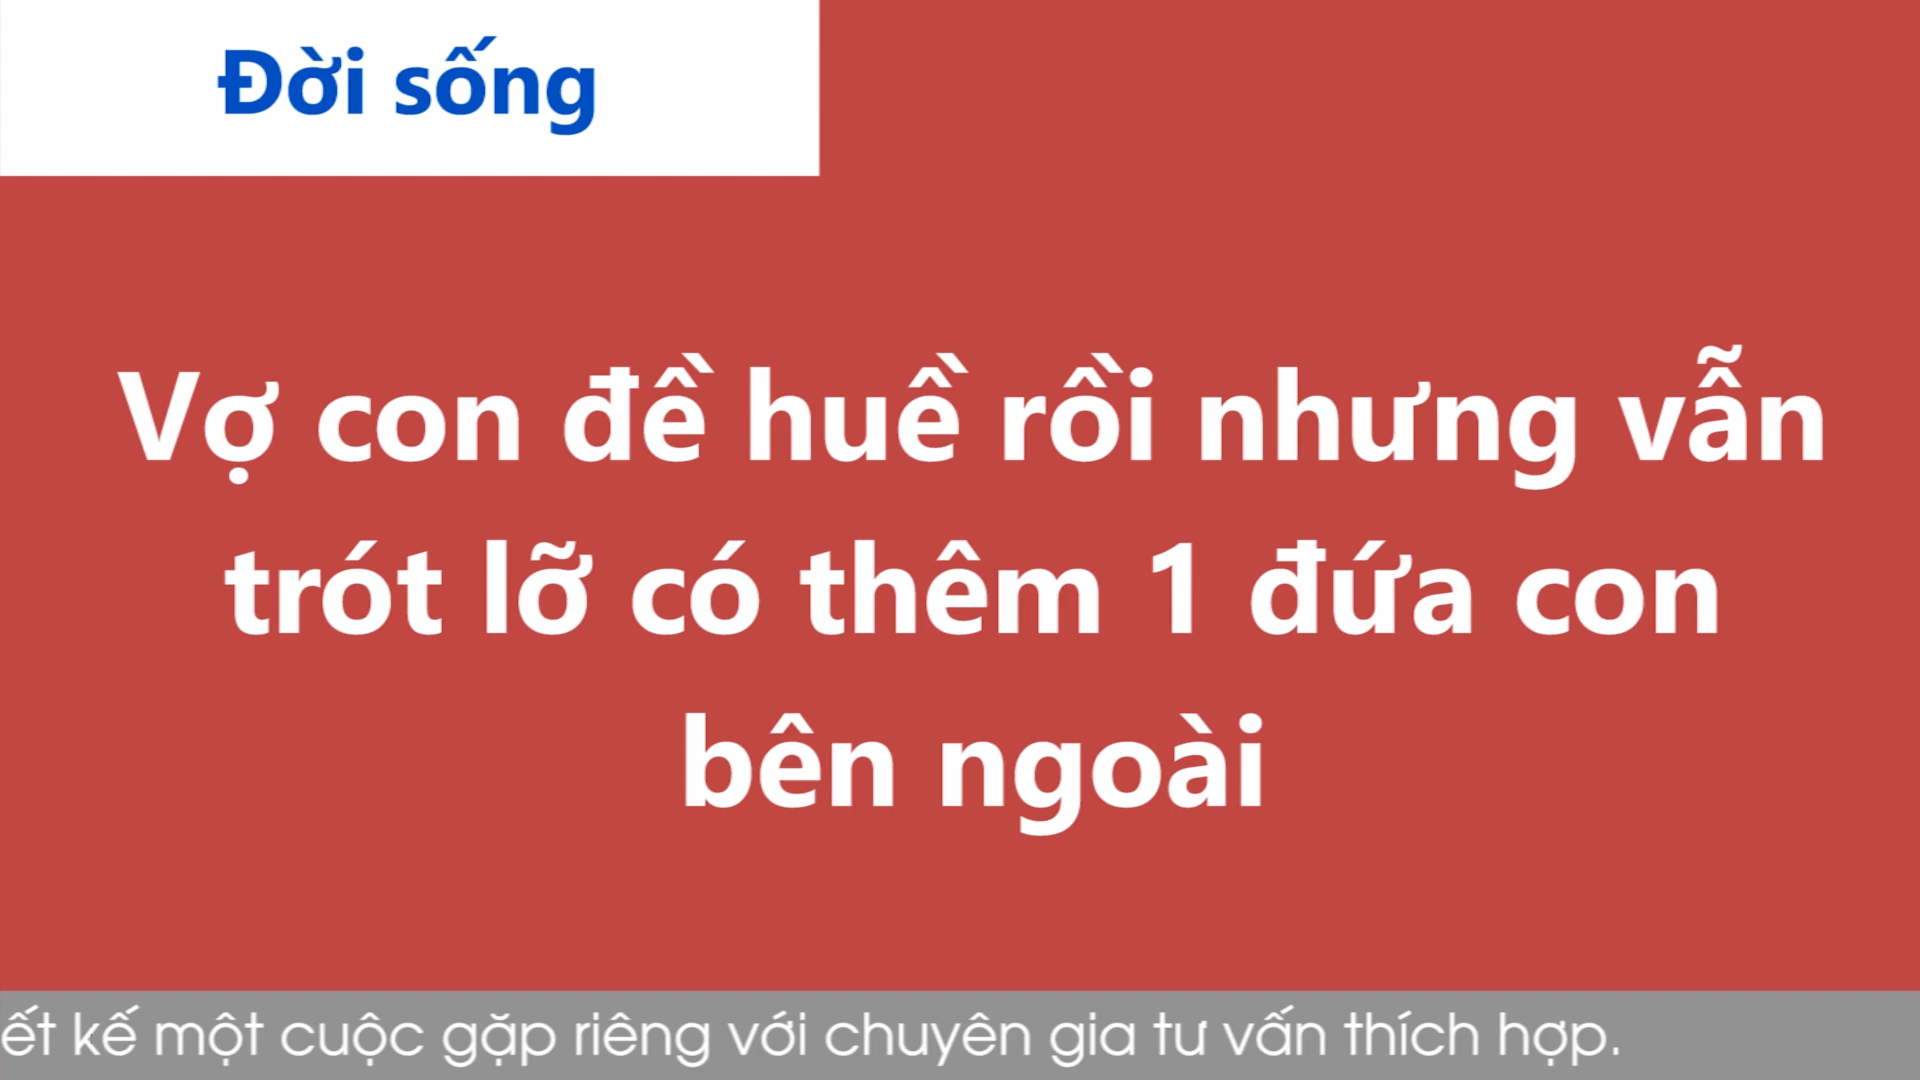 Đời sống
Vợ con đề huề rồi nhưng vẫn
trót lỡ có thêm 1 đứa con
bên ngoài
ết kế một cuộc gặp riêng với chuyên gia tư vấn thích hợp.